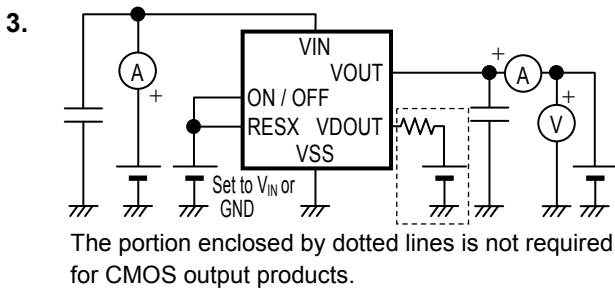 3.
VIN
VOUT
A
+
ON / OFF
RESX VDOUT
VSS
Set to VIN or
GND
+
A
+
V
The portion enclosed by dotted lines is not required
for CMOS output products.